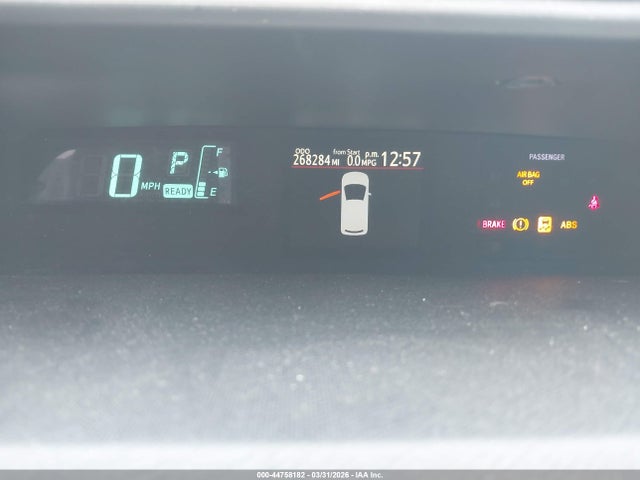 0 MPH
P
READY
F
E
ODO
268284 MI
from Start
0.0 MPG
p.m. 12:57
PASSENGER
AIR BAG
OFF
BRAKE
ABS
000-44758182 - 03/31/2026 - IAA Inc.